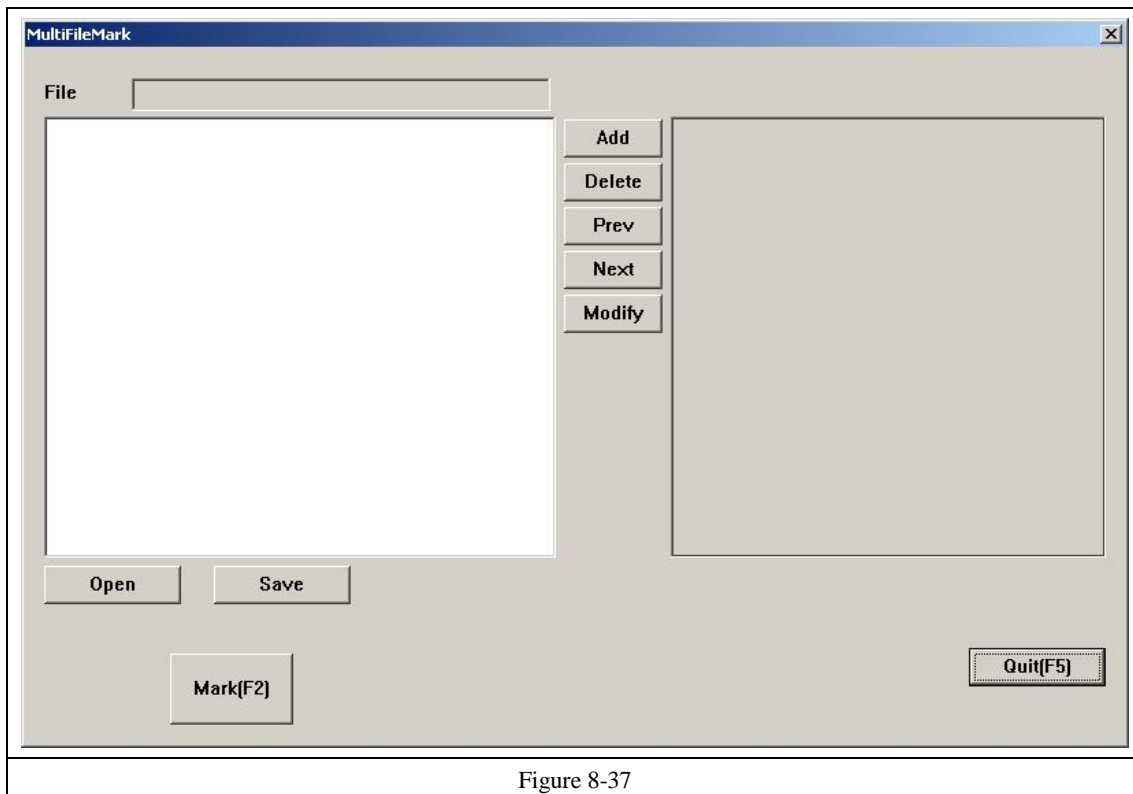 MultiFileMark
File
Add
Delete
Prev
Next
Modify
Open Save
Mark(F2)
Quit(F5)
Figure 8-37